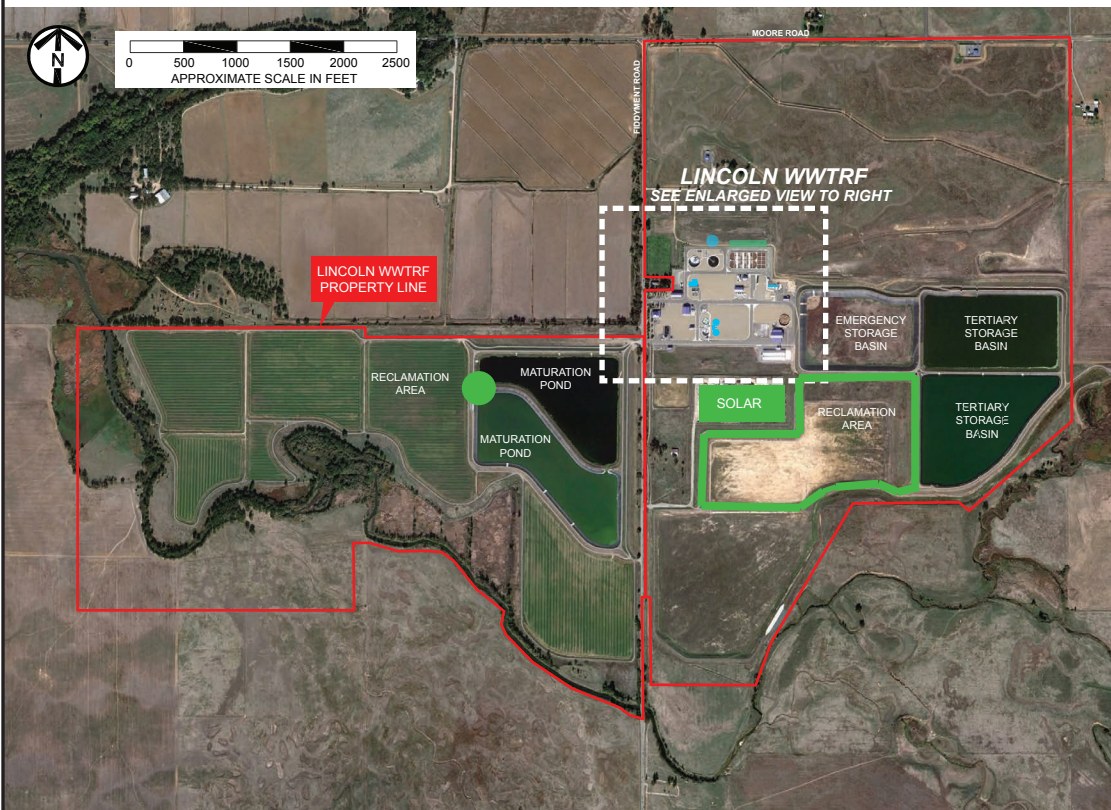 MOORE ROAD
N
0 500 1000 1500 2000 2500
APPROXIMATE SCALE IN FEET
FIDDYMENT ROAD
LINCOLN WWTRF
SEE ENLARGED VIEW TO RIGHT
LINCOLN WWTRF
PROPERTY LINE
EMERGENCY
STORAGE
BASIN
TERTIARY
STORAGE
BASIN
RECLAMATION
AREA
MATURATION
POND
SOLAR
RECLAMATION
AREA
TERTIARY
STORAGE
BASIN
MATURATION
POND